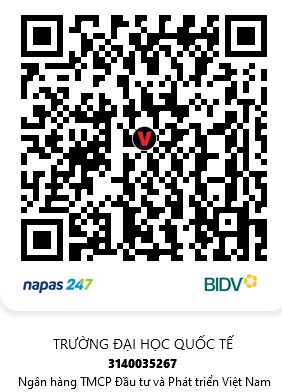 V
napas 247 BIDV
TRƯỜNG ĐẠI HỌC QUỐC TẾ
3140035267
Ngân hàng TMCP Đầu tư và Phát triển Việt Nam